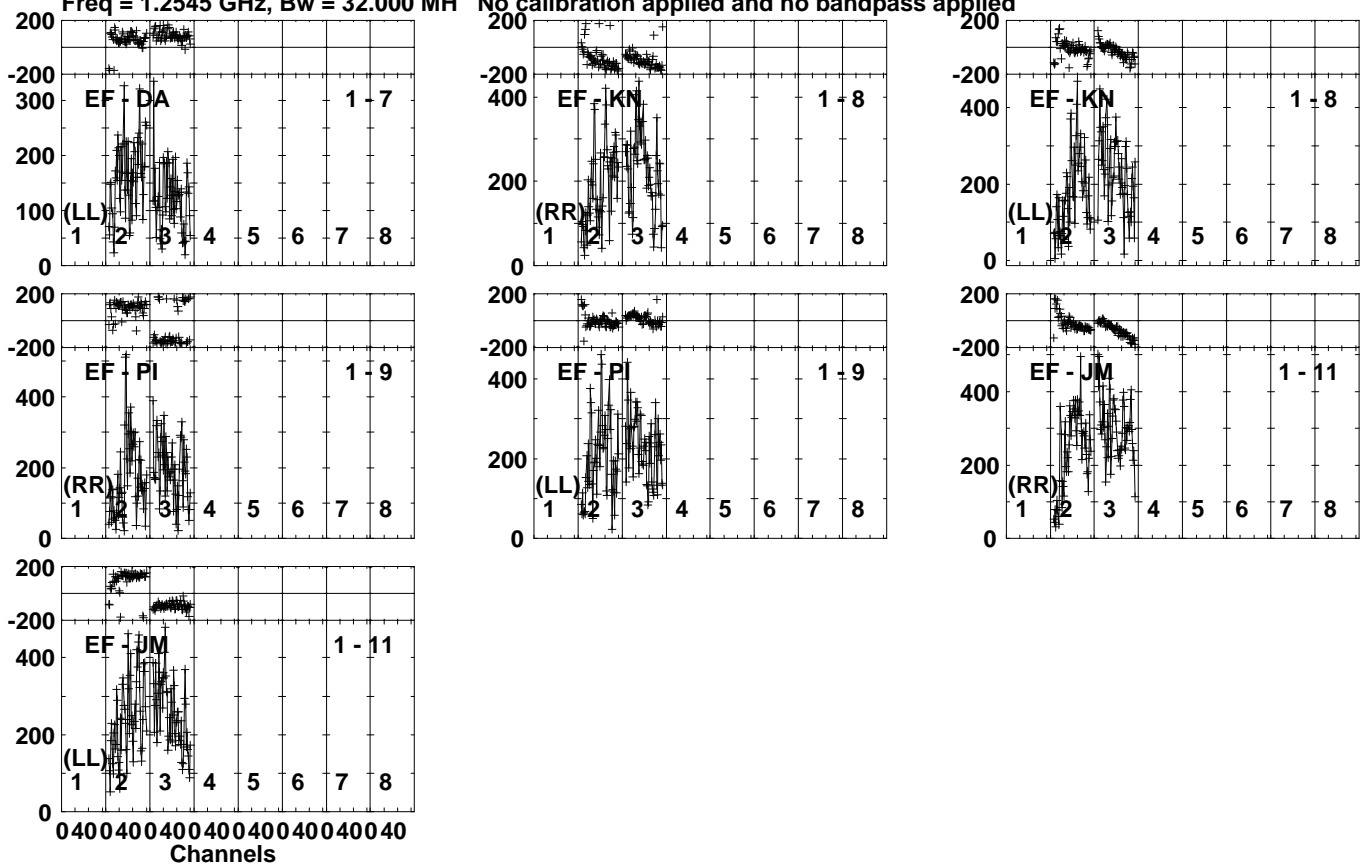 Freq = 1.2545 GHz, Bw = 32.000 MH No calibration applied and no bandpass applied
200
-200
EF - DA 1 - 7
300
200
100
0
(LL)
1 2 3 4 5 6 7 8
200
-200
EF - KN 1 - 8
400
200
0
(RR)
1 2 3 4 5 6 7 8
200
-200
EF - KN 1 - 8
400
200
0
(LL)
1 2 3 4 5 6 7 8
200
-200
EF - PI 1 - 9
400
200
0
(RR)
1 2 3 4 5 6 7 8
200
-200
EF - PI 1 - 9
400
200
0
(LL)
1 2 3 4 5 6 7 8
200
-200
EF - JM 1 - 11
400
200
0
(RR)
1 2 3 4 5 6 7 8
200
-200
EF - JM 1 - 11
400
200
0
(LL)
1 2 3 4 5 6 7 8
0 40 0 40 0 40 0 40 0 40 0 40 0 40 0 40
Channels